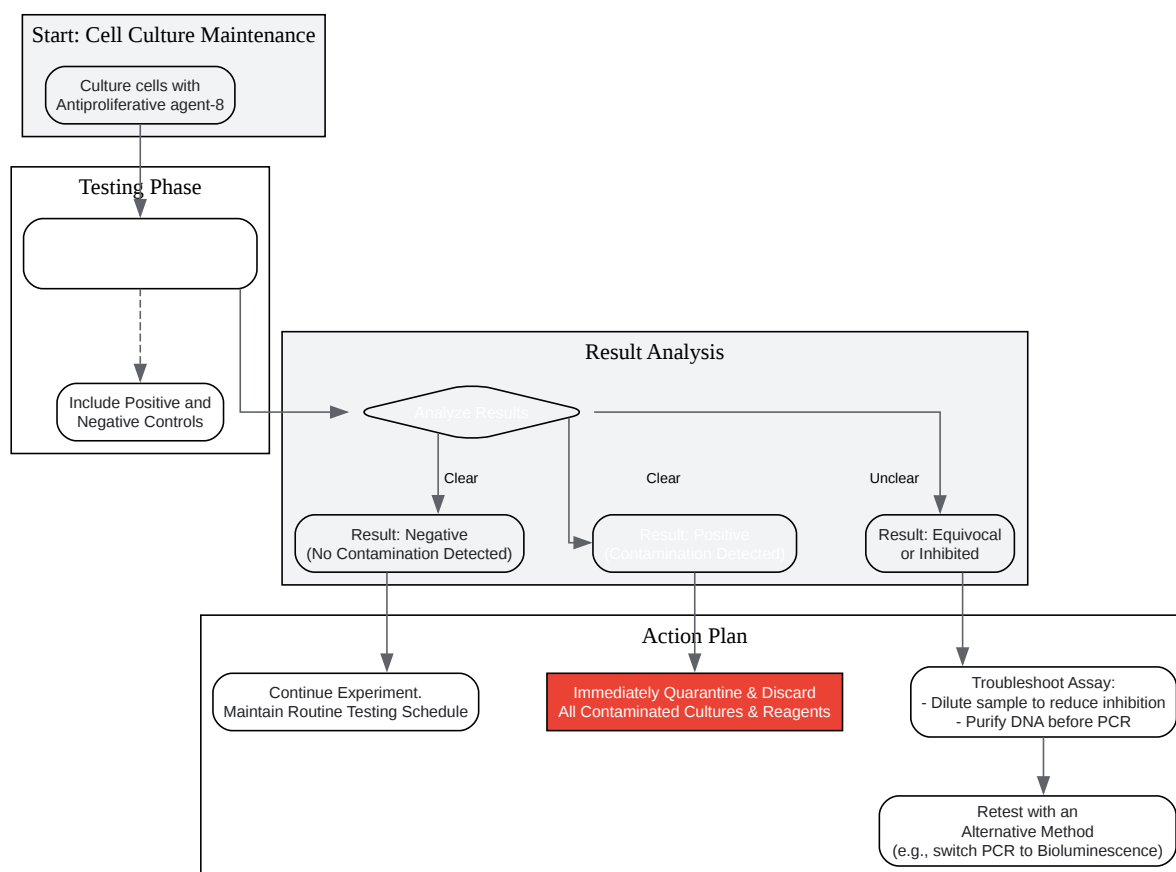 Start: Cell Culture Maintenance
Culture cells with
Antiproliferative agent-8
Testing Phase
Include Positive and
Negative Controls
Result Analysis
Analyze Results
Clear
Clear
Unclear
Result: Negative
(No Contamination Detected)
Result: Positive
(Contamination Detected)
Result: Equivocal
or Inhibited
Action Plan
Continue Experiment.
Maintain Routine Testing Schedule
Immediately Quarantine & Discard
All Contaminated Cultures & Reagents
Troubleshoot Assay:
- Dilute sample to reduce inhibition
- Purify DNA before PCR
Retest with an
Alternative Method
(e.g., switch PCR to Bioluminescence)